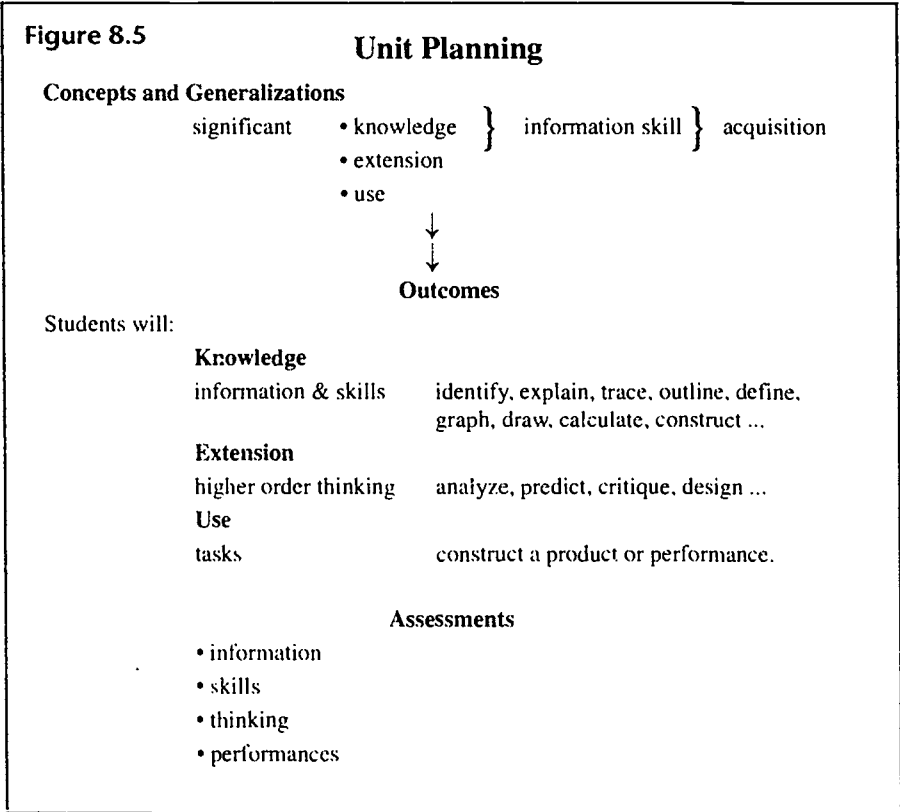 Figure 8.5
Unit Planning
Concepts and Generalizations
significant • knowledge } information skill } acquisition
• extension
• use
↓
↓
Outcomes
Students will:
Knowledge
information & skills identify, explain, trace, outline, define,
graph, draw, calculate, construct ...
Extension
higher order thinking analyze, predict, critique, design ...
Use
tasks construct a product or performance.
Assessments
• information
• skills
• thinking
• performances